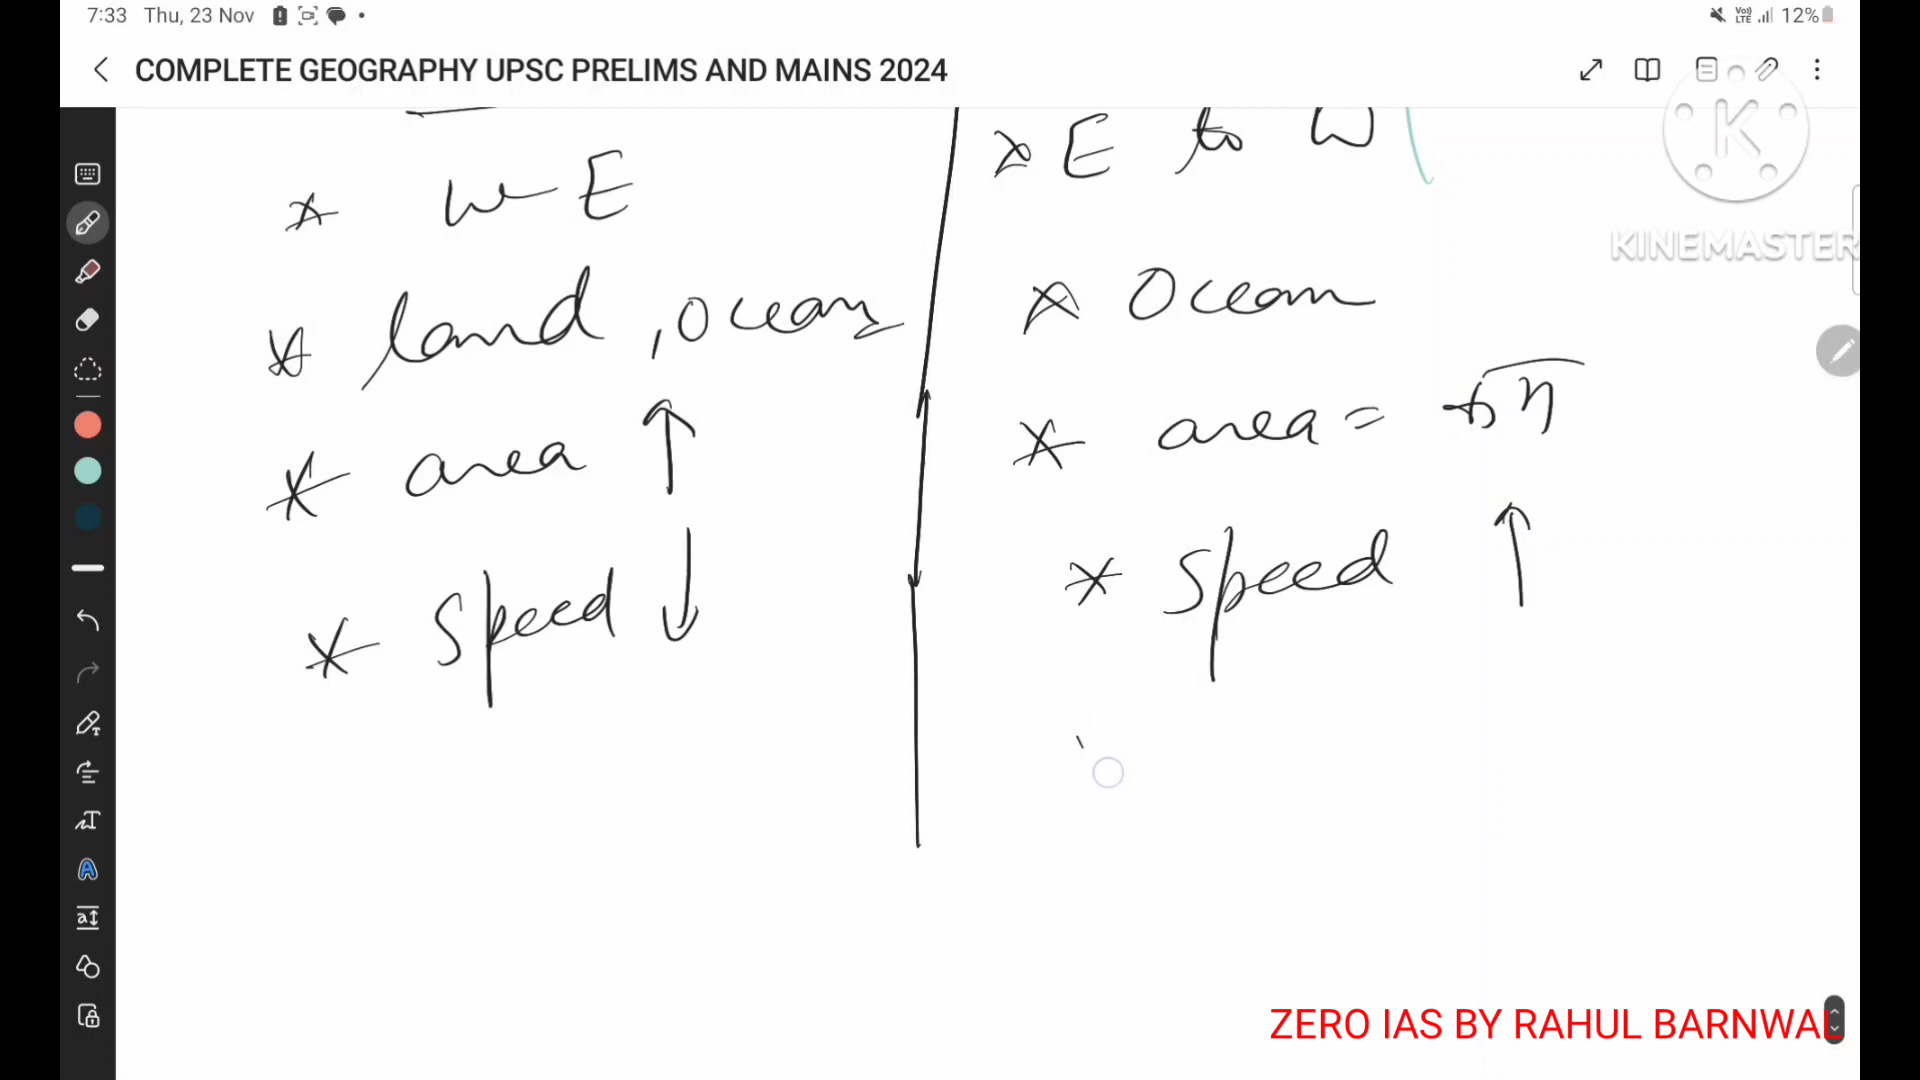 7:33 Thu, 23 Nov 12%
COMPLETE GEOGRAPHY UPSC PRELIMS AND MAINS 2024
W E
land, Ocean
area ↑
Speed ↓
E to W
Ocean
area =
Speed ↑
K
KINEMASTER
ZERO IAS BY RAHUL BARNWAL